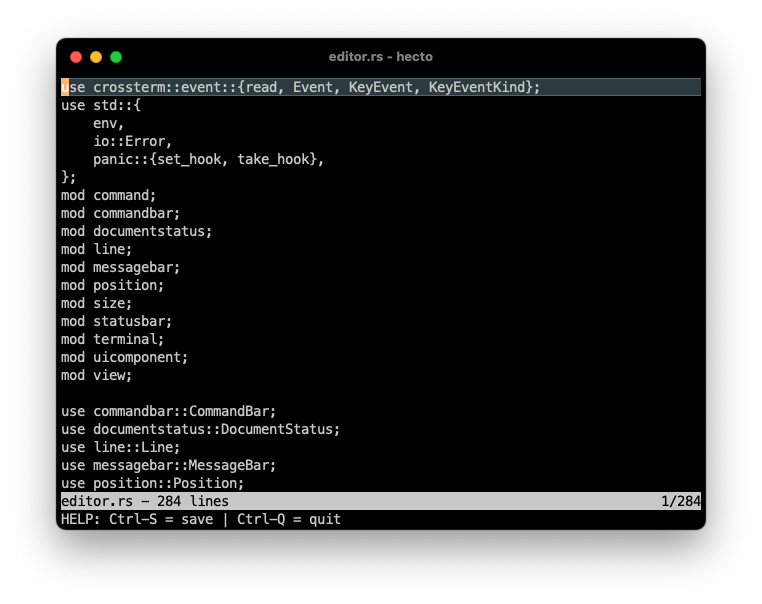 editor.rs - hecto
use crossterm::event::{read, Event, KeyEvent, KeyEventKind};
use std::{
    env,
    io::Error,
    panic::{set_hook, take_hook},
};
mod command;
mod commandbar;
mod documentstatus;
mod line;
mod messagebar;
mod position;
mod size;
mod statusbar;
mod terminal;
mod uicomponent;
mod view;

use commandbar::CommandBar;
use documentstatus::DocumentStatus;
use line::Line;
use messagebar::MessageBar;
use position::Position;
editor.rs - 284 lines 1/284
HELP: Ctrl-S = save | Ctrl-Q = quit